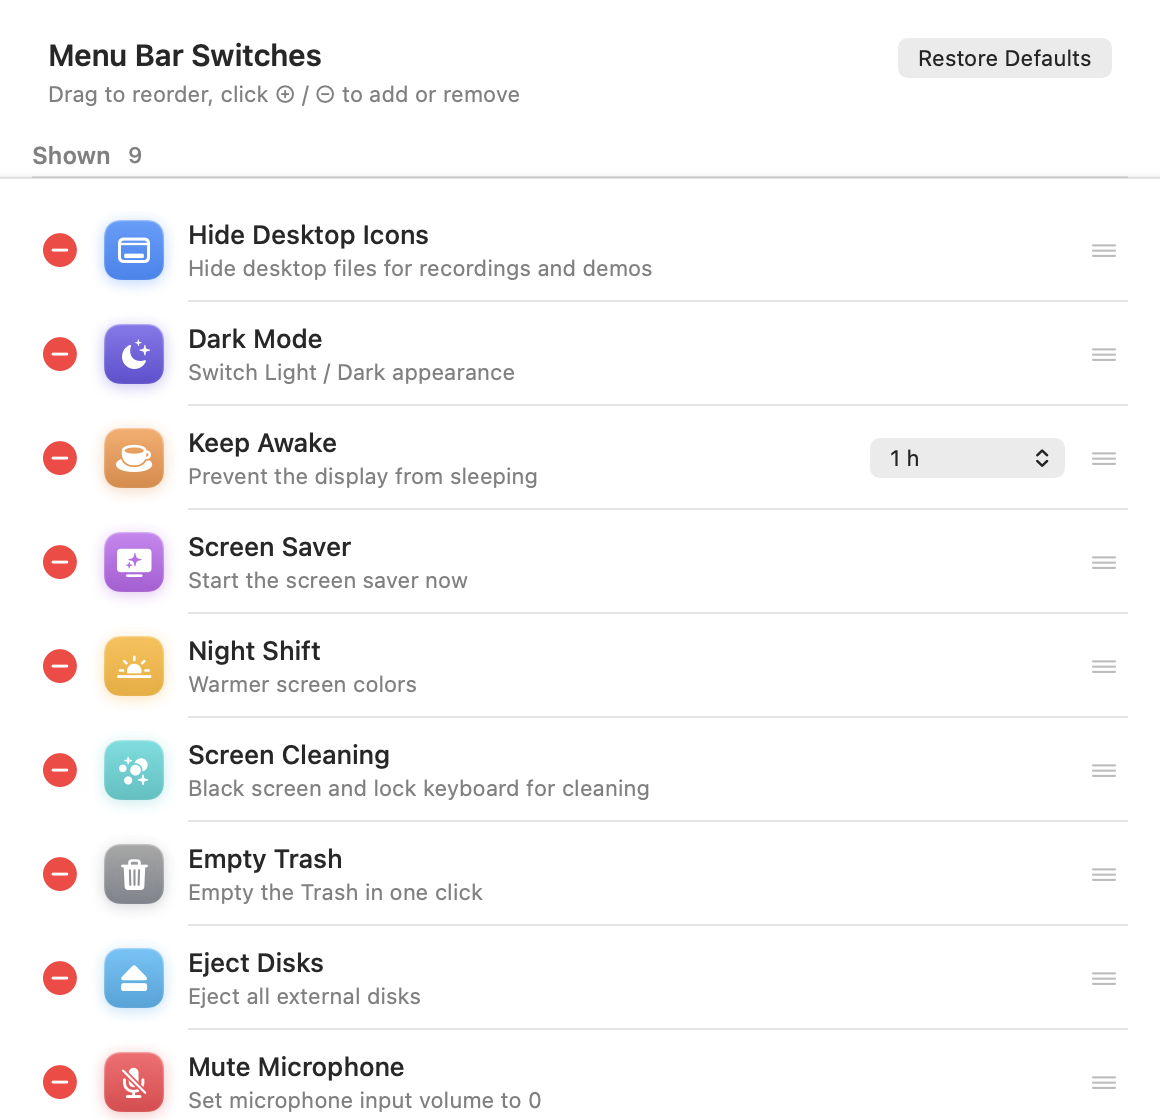 Menu Bar Switches
Restore Defaults
Drag to reorder, click ⊕ / ⊖ to add or remove
Shown 9
Hide Desktop Icons
Hide desktop files for recordings and demos
Dark Mode
Switch Light / Dark appearance
Keep Awake
Prevent the display from sleeping
1 h
Screen Saver
Start the screen saver now
Night Shift
Warmer screen colors
Screen Cleaning
Black screen and lock keyboard for cleaning
Empty Trash
Empty the Trash in one click
Eject Disks
Eject all external disks
Mute Microphone
Set microphone input volume to 0